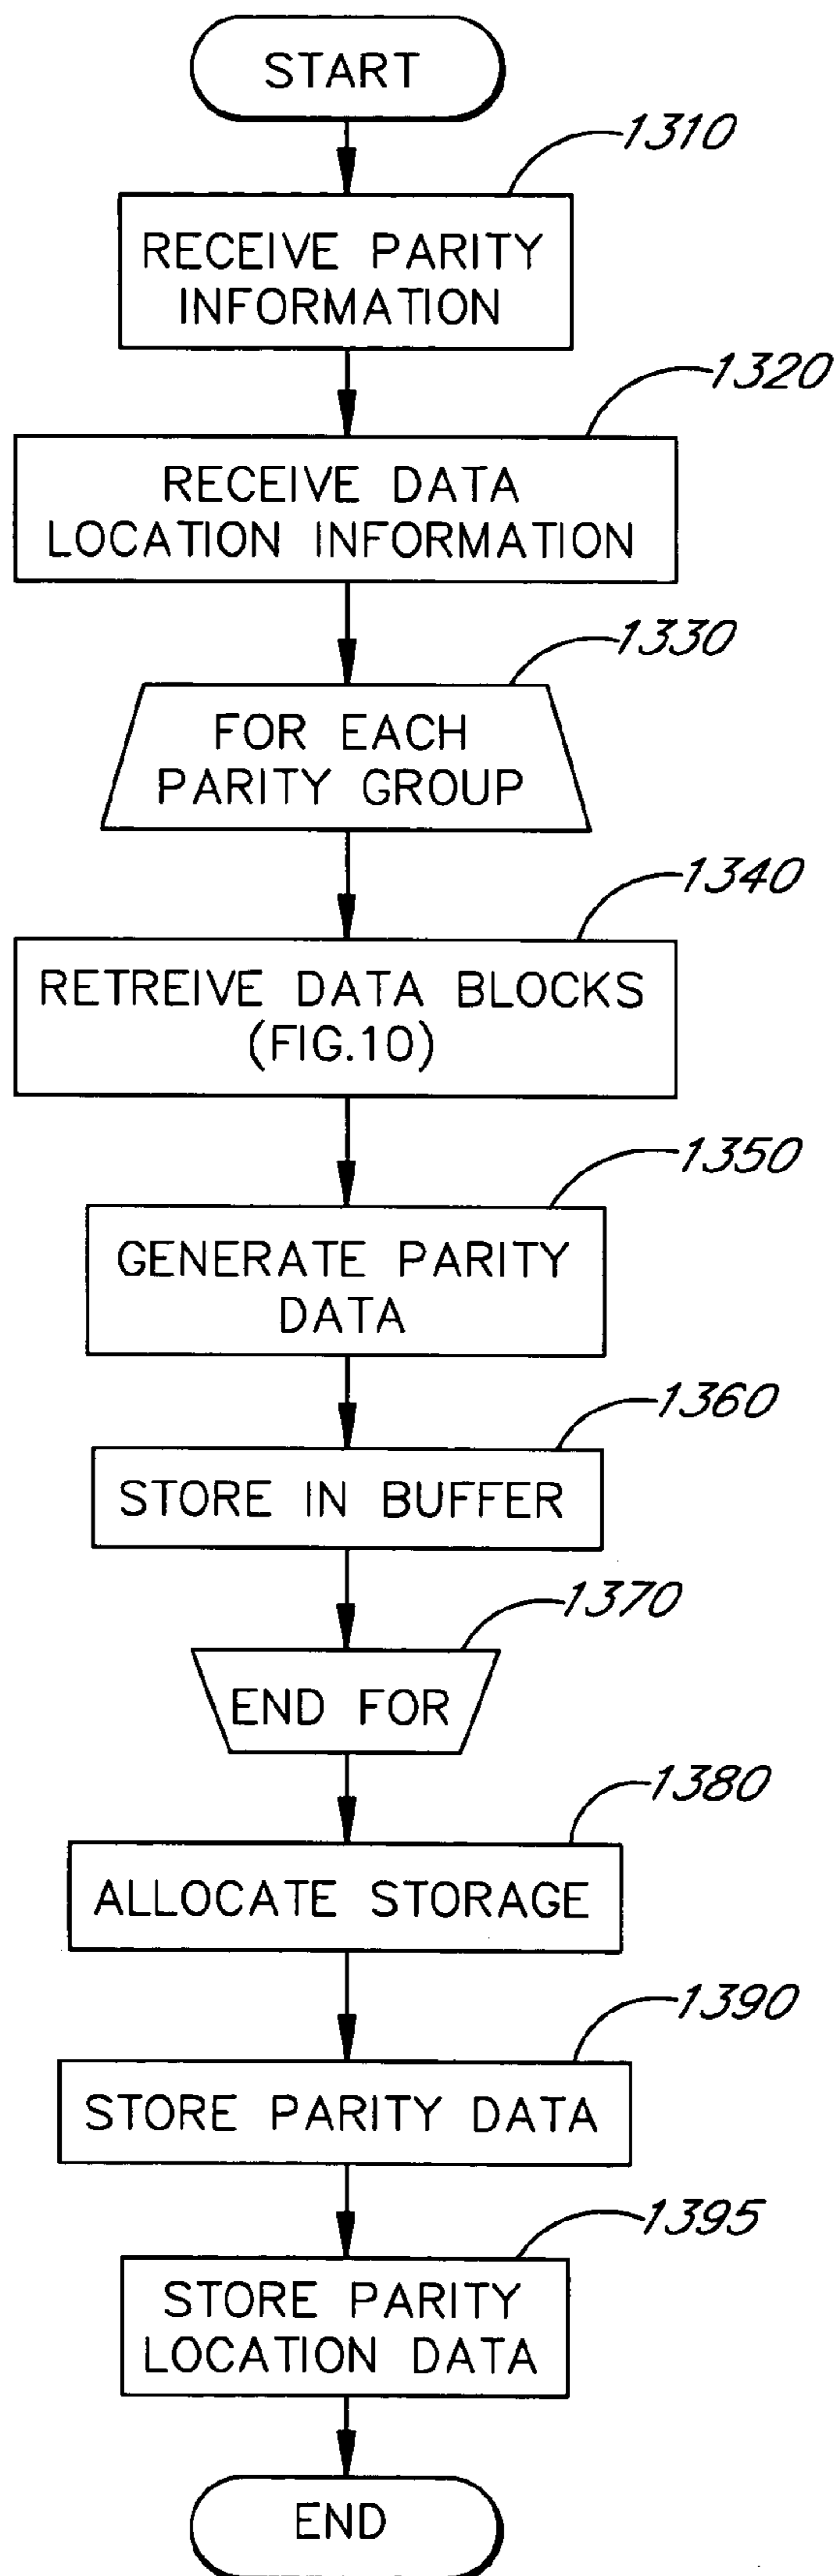 START
1310
RECEIVE PARITY
INFORMATION
1320
RECEIVE DATA
LOCATION INFORMATION
1330
FOR EACH
PARITY GROUP
1340
RETREIVE DATA BLOCKS
(FIG.10)
1350
GENERATE PARITY
DATA
1360
STORE IN BUFFER
1370
END FOR
1380
ALLOCATE STORAGE
1390
STORE PARITY DATA
1395
STORE PARITY
LOCATION DATA
END